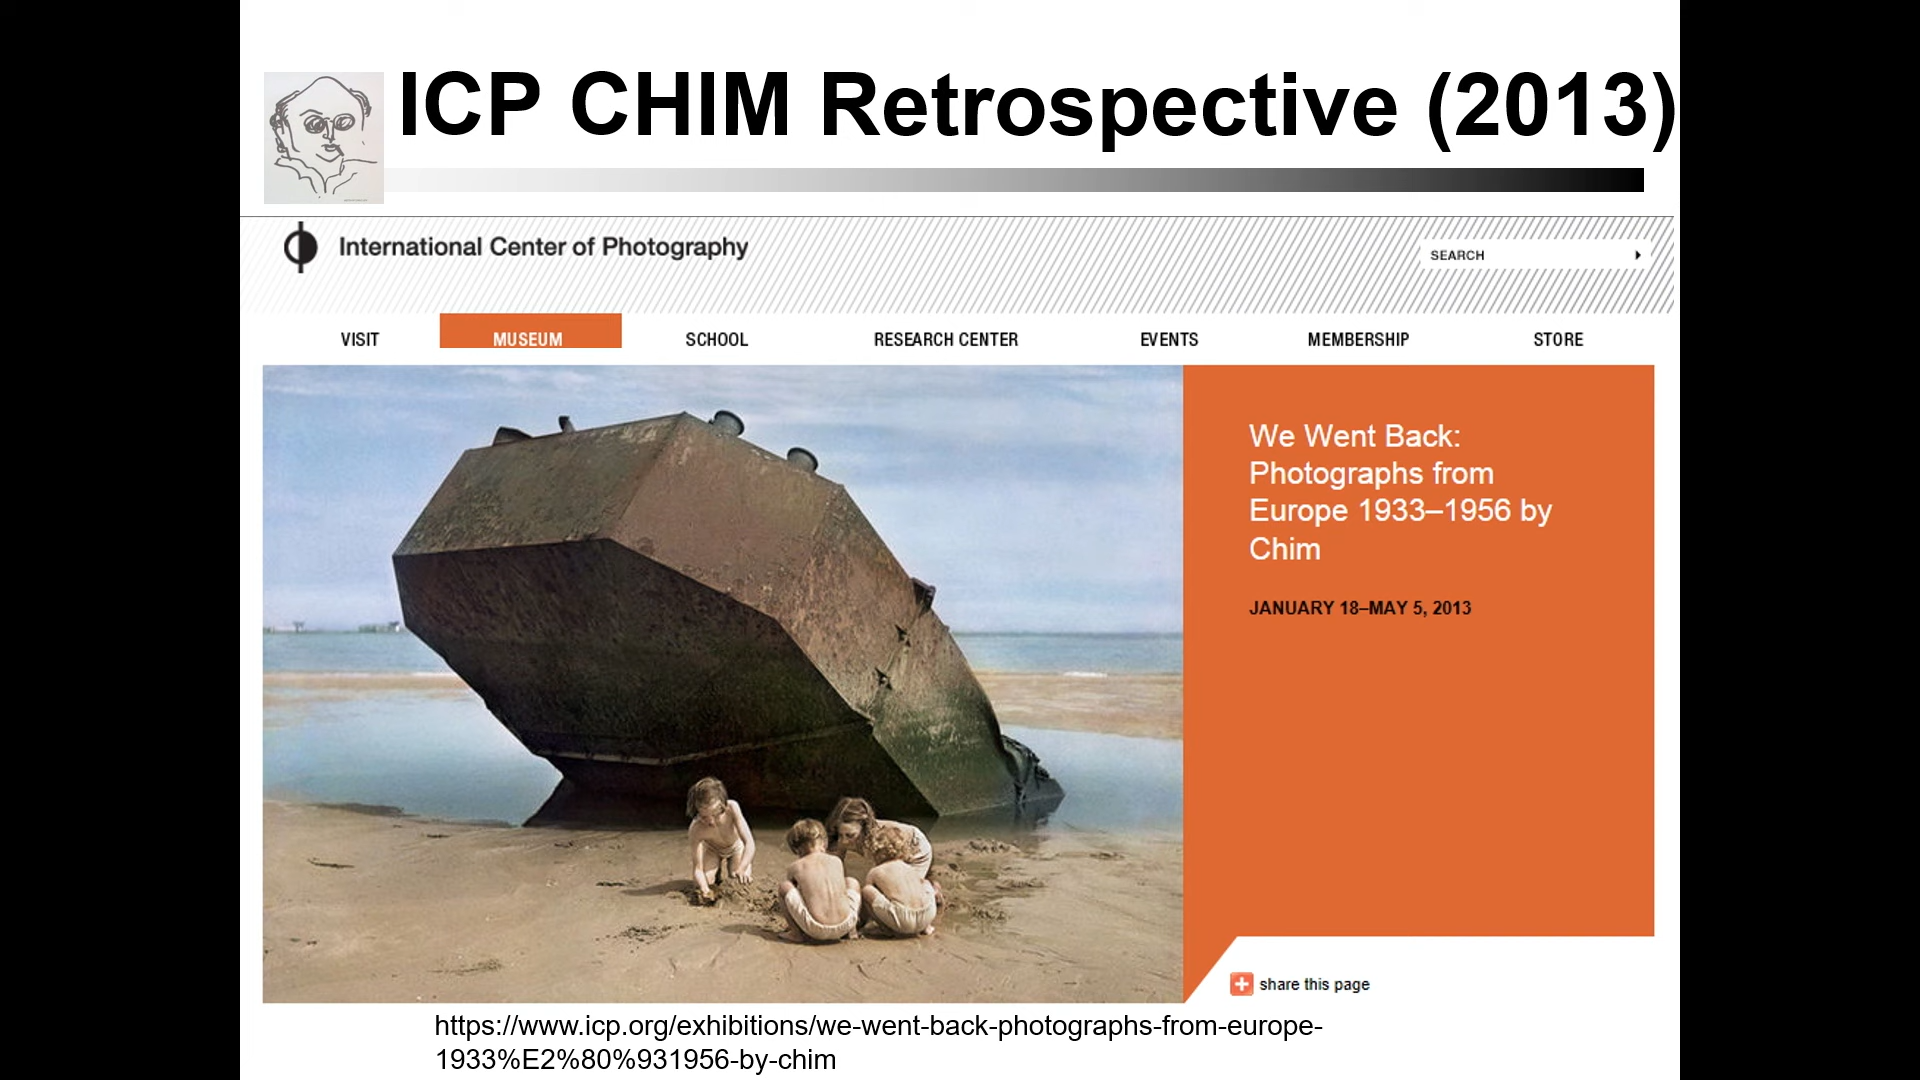 ICP CHIM Retrospective (2013)
International Center of Photography
SEARCH
VISIT MUSEUM SCHOOL RESEARCH CENTER EVENTS MEMBERSHIP STORE
We Went Back:
Photographs from
Europe 1933–1956 by
Chim
JANUARY 18–MAY 5, 2013
share this page
https://www.icp.org/exhibitions/we-went-back-photographs-from-europe-
1933%E2%80%931956-by-chim